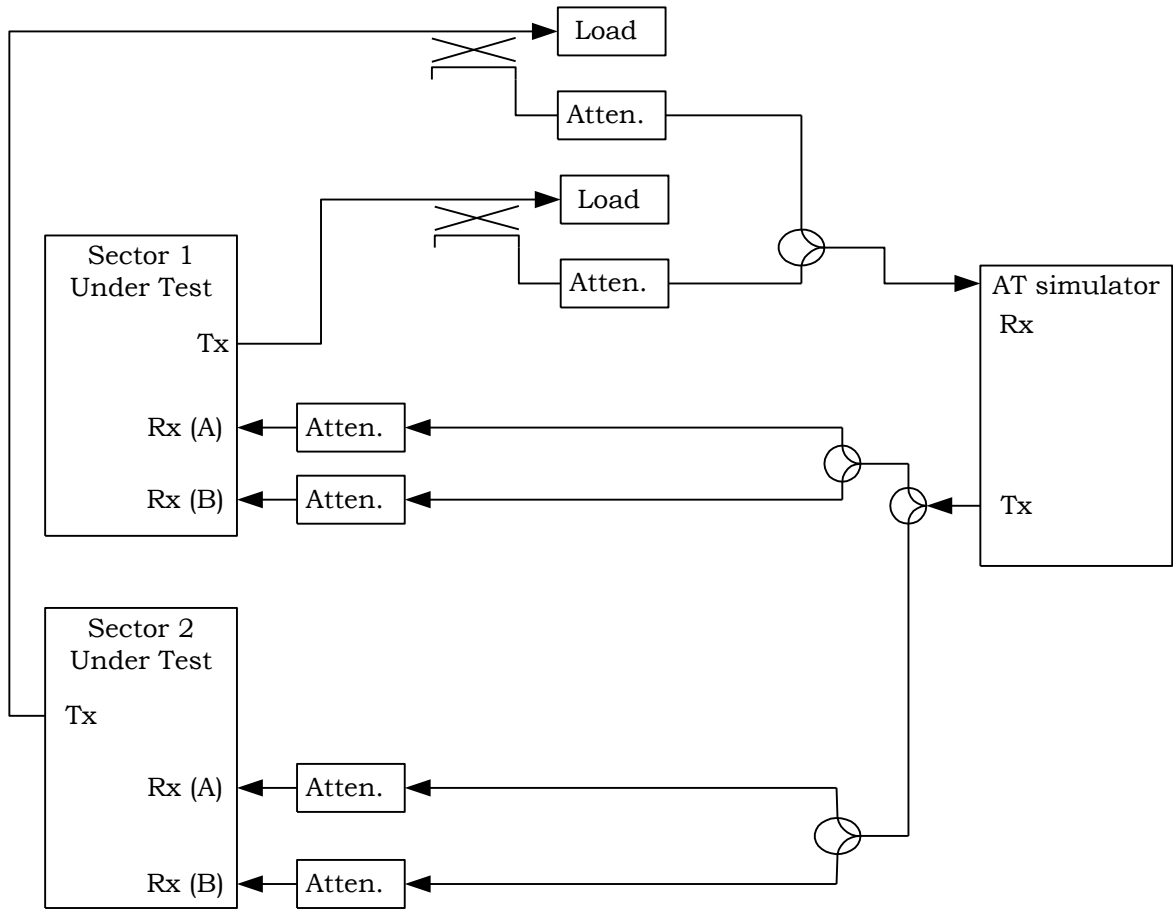 Load
Atten.
Load
Atten.
Sector 1
Under Test
Tx
Rx (A)
Atten.
Rx (B)
Atten.
AT simulator
Rx
Tx
Sector 2
Under Test
Tx
Rx (A)
Atten.
Rx (B)
Atten.